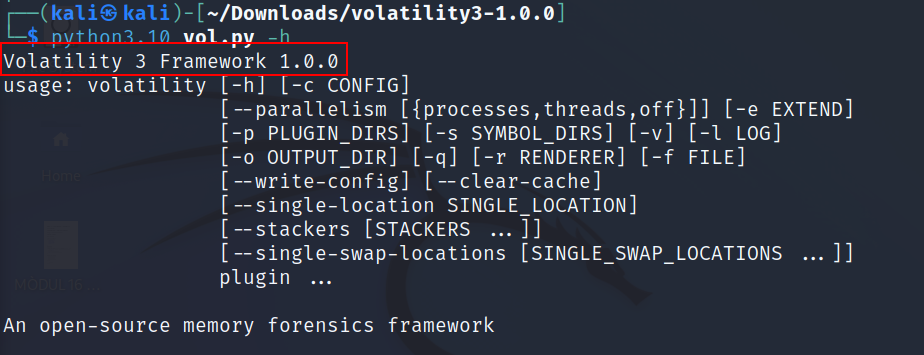 (kali㉿kali)-[~/Downloads/volatility3-1.0.0]
$ python3.10 vol.py -h
Volatility 3 Framework 1.0.0
usage: volatility [-h] [-c CONFIG]
[--parallelism [{processes,threads,off}]] [-e EXTEND]
[-p PLUGIN_DIRS] [-s SYMBOL_DIRS] [-v] [-l LOG]
[-o OUTPUT_DIR] [-q] [-r RENDERER] [-f FILE]
[--write-config] [--clear-cache]
[--single-location SINGLE_LOCATION]
[--stackers [STACKERS ...]]
[--single-swap-locations [SINGLE_SWAP_LOCATIONS ...]]
plugin ...
Home
MODUL16 ...
An open-source memory forensics framework